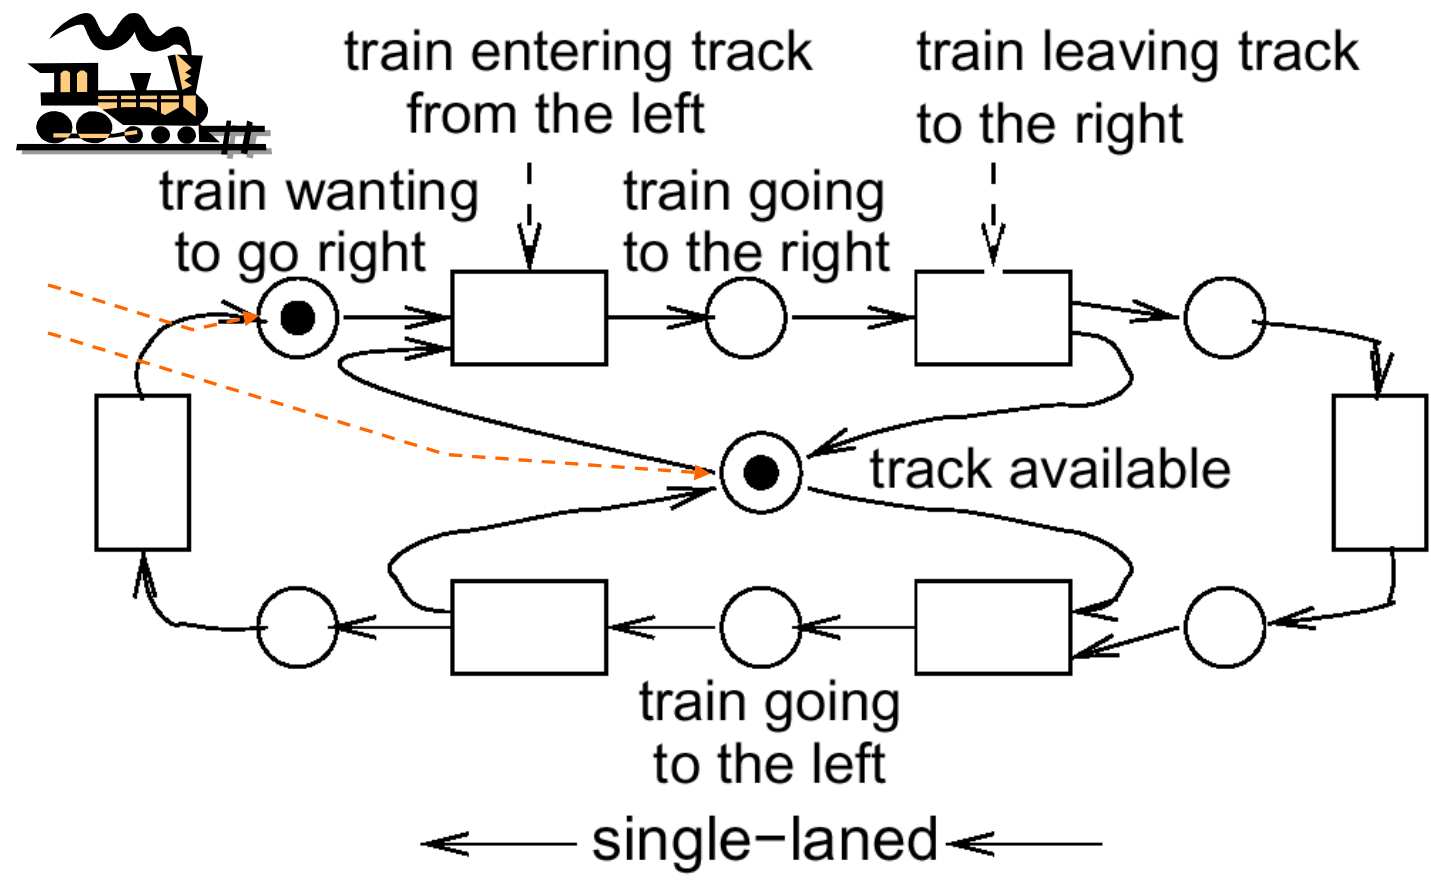 train entering track
from the left
train leaving track
to the right
train wanting
to go right
train going
to the right
track available
train going
to the left
single-laned